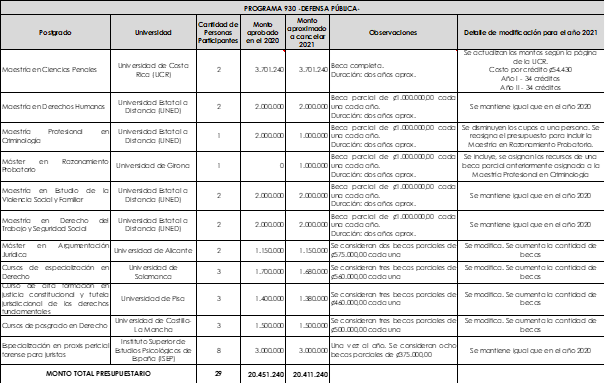 PROGRAMA 930 -DEFENSA PÚBLICA-
Postgrado
Universidad
Cantidad de
Personas
Participantes
Monto
aprobado
en el 2020
Monto
aproximado
a cancelar
2021
Observaciones
Detalle de modificación para el año 2021
Maestría en Ciencias Penales
Universidad de Costa
Rica (UCR)
2
3.701.240
3.701.240
Beca completa.
Duración: dos años aprox.
Se actualizan los montos según la página
de la UCR.
Costo por crédito ₡54.430
Año I - 34 créditos
Año II - 34 créditos
Maestría en Derechos Humanos
Universidad Estatal a
Distancia (UNED)
2
2.000.000
2.000.000
Beca parcial de ₡1.000.000,00 cada
una cada año.
Duración: dos años aprox.
Se mantiene igual que en el año 2020
Maestría Profesional en
Criminología
Universidad Estatal a
Distancia (UNED)
1
2.000.000
1.000.000
Beca parcial de ₡1.000.000,00 cada
una cada año.
Duración: dos años aprox.
Se disminuyen los cupos a una persona. Se
reasigna el presupuesto para incluir la
Maestría en Razonamiento Probatorio.
Máster en Razonamiento
Probatorio
Universidad de Girona
1
0
1.000.000
Beca parcial de ₡1.000.000,00 cada
una cada año.
Duración: dos años aprox.
Se incluye, se asignan los recursos de una
beca parcial anteriormente asignada a la
Maestría Profesional en Criminología
Maestría en Estudio de la
Violencia Social y Familiar
Universidad Estatal a
Distancia (UNED)
2
2.000.000
2.000.000
Beca parcial de ₡1.000.000,00 cada
una cada año.
Duración: dos años aprox.
Se mantiene igual que en el año 2020
Maestría en Derecho del
Trabajo y Seguridad Social
Universidad Estatal a
Distancia (UNED)
2
2.000.000
2.000.000
Beca parcial de ₡1.000.000,00 cada
una cada año.
Duración: dos años aprox.
Se mantiene igual que en el año 2020
Máster en Argumentación
Jurídica
Universidad de Alicante
2
1.150.000
1.150.000
Se consideran dos becas parciales de
₡575.000,00 cada una
Se modifica. Se aumenta la cantidad de
becas
Cursos de especialización en
Derecho
Universidad de
Salamanca
3
1.700.000
1.680.000
Se consideran tres becas parciales de
₡560.000,00 cada una
Se modifica. Se aumenta la cantidad de
becas
Curso de alta formación en
justicia constitucional y tutela
jurisdiccional de los derechos
fundamentales
Universidad de Pisa
3
1.400.000
1.380.000
Se consideran tres becas parciales de
₡460.000,00 cada una
Se modifica. Se aumenta la cantidad de
becas
Cursos de posgrado en Derecho
Universidad de Castilla-
La Mancha
3
1.500.000
1.500.000
Se consideran tres becas parciales de
₡500.000,00 cada una
Se modifica. Se aumenta la cantidad de
becas
Especialización en praxis pericial
forense para juristas
Instituto Superior de
Estudios Psicológicos de
España (ISEP)
8
3.000.000
3.000.000
Una vez al año. Se consideran ocho
becas parciales de ₡375.000,00
Se mantiene igual que en el año 2020
MONTO TOTAL PRESUPUESTARIO
29
20.451.240
20.411.240